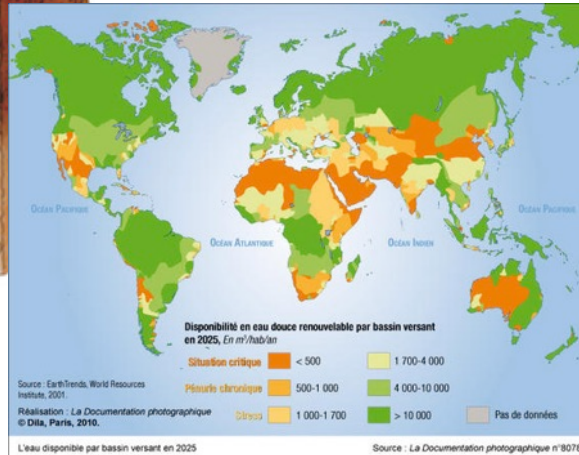 OCÉAN PACIFIQUE
OCÉAN ATLANTIQUE
OCÉAN INDIEN
OCÉAN PACIFIQUE
Disponibilité en eau douce renouvelable par bassin versant
en 2025, En m³/hab/an
Situation critique < 500 1 700-4 000
Pénurie chronique 500-1 000 4 000-10 000
Stress 1 000-1 700 > 10 000 Pas de données
Source : EarthTrends, World Resources
Institute, 2001.
Réalisation : La Documentation photographique
© Dila, Paris, 2010.
L'eau disponible par bassin versant en 2025 Source : La Documentation photographique n°8078